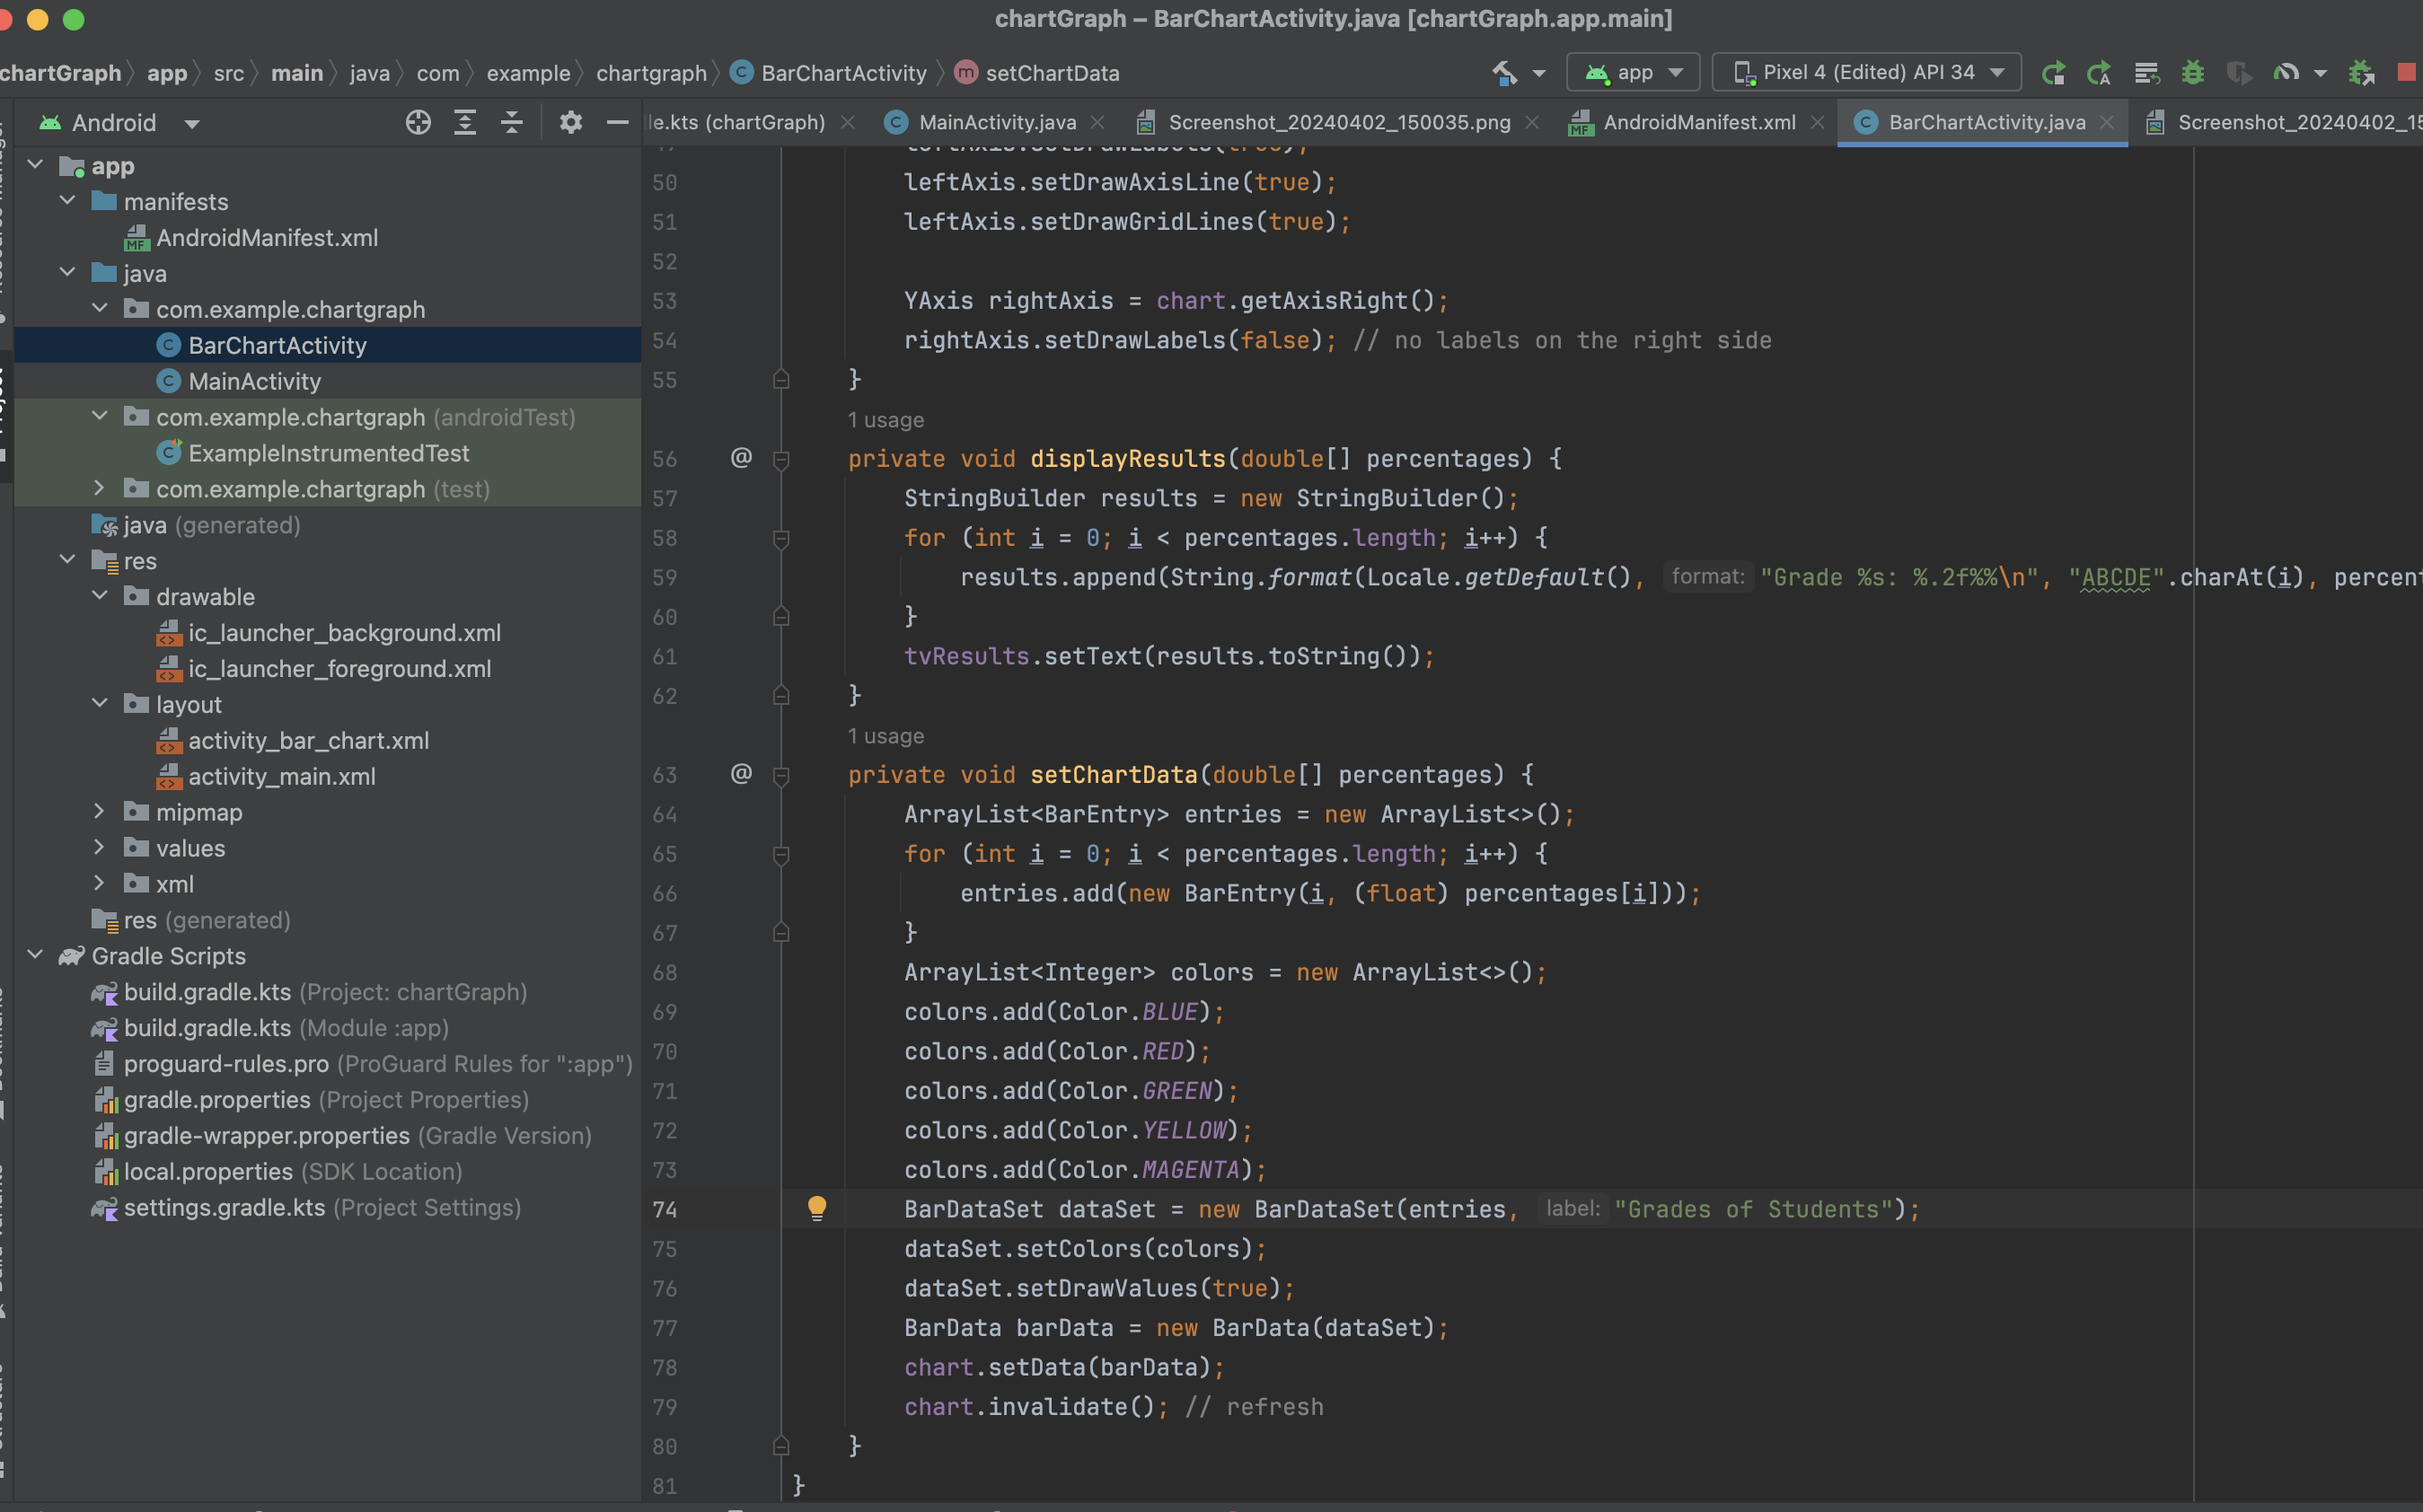 chartGraph – BarChartActivity.java [chartGraph.app.main]
chartGraph app src main java com example chartgraph BarChartActivity setChartData app Pixel 4 (Edited) API 34
Android
le.kts (chartGraph) MainActivity.java Screenshot_20240402_150035.png AndroidManifest.xml BarChartActivity.java Screenshot_20240402_15
app
manifests
AndroidManifest.xml
java
com.example.chartgraph
BarChartActivity
MainActivity
com.example.chartgraph (androidTest)
ExampleInstrumentedTest
com.example.chartgraph (test)
java (generated)
res
drawable
ic_launcher_background.xml
ic_launcher_foreground.xml
layout
activity_bar_chart.xml
activity_main.xml
mipmap
values
xml
res (generated)
Gradle Scripts
build.gradle.kts (Project: chartGraph)
build.gradle.kts (Module :app)
proguard-rules.pro (ProGuard Rules for ":app")
gradle.properties (Project Properties)
gradle-wrapper.properties (Gradle Version)
local.properties (SDK Location)
settings.gradle.kts (Project Settings)
leftAxis.setDrawLabels(true);
50 leftAxis.setDrawAxisLine(true);
51 leftAxis.setDrawGridLines(true);
52
53 YAxis rightAxis = chart.getAxisRight();
54 rightAxis.setDrawLabels(false); // no labels on the right side
55 }
1 usage
56 @ private void displayResults(double[] percentages) {
57 StringBuilder results = new StringBuilder();
58 for (int i = 0; i < percentages.length; i++) {
59 results.append(String.format(Locale.getDefault(), format: "Grade %s: %.2f%%\n", "ABCDE".charAt(i), percent
60 }
61 tvResults.setText(results.toString());
62 }
1 usage
63 @ private void setChartData(double[] percentages) {
64 ArrayList<BarEntry> entries = new ArrayList<>();
65 for (int i = 0; i < percentages.length; i++) {
66 entries.add(new BarEntry(i, (float) percentages[i]));
67 }
68 ArrayList<Integer> colors = new ArrayList<>();
69 colors.add(Color.BLUE);
70 colors.add(Color.RED);
71 colors.add(Color.GREEN);
72 colors.add(Color.YELLOW);
73 colors.add(Color.MAGENTA);
74 BarDataSet dataSet = new BarDataSet(entries, label: "Grades of Students");
75 dataSet.setColors(colors);
76 dataSet.setDrawValues(true);
77 BarData barData = new BarData(dataSet);
78 chart.setData(barData);
79 chart.invalidate(); // refresh
80 }
81 }